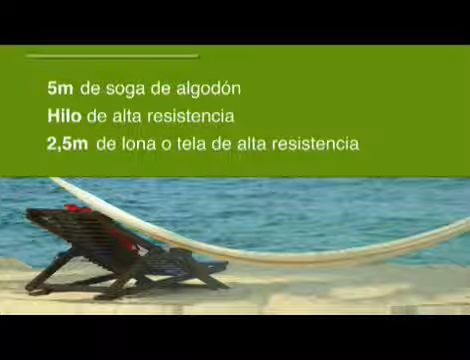 5m de soga de algodón
Hilo de alta resistencia
2,5m de lona o tela de alta resistencia